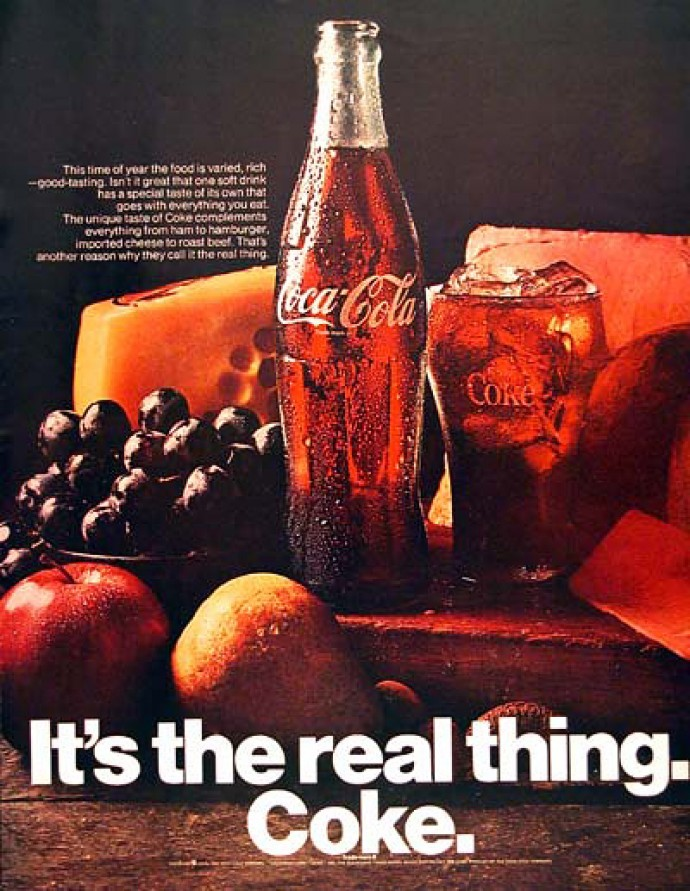 This time of year the food is varied, rich
—good-tasting. Isn't it great that one soft drink
has a special taste of its own that
goes with everything you eat.
The unique taste of Coke complements
everything from ham to hamburger,
imported cheese to roast beef. That's
another reason why they call it the real thing.
Coca-Cola
Coke
It's the real thing.
Coke.